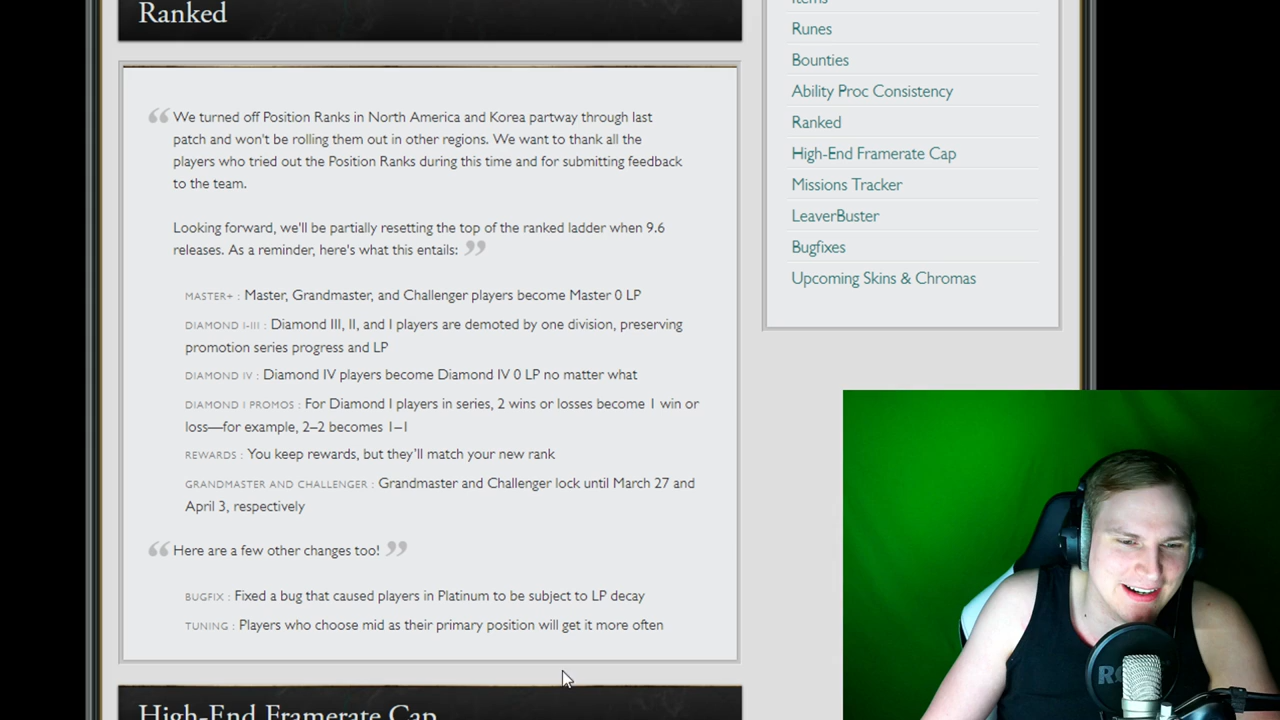 Ranked
“ We turned off Position Ranks in North America and Korea partway through last
patch and won't be rolling them out in other regions. We want to thank all the
players who tried out the Position Ranks during this time and for submitting feedback
to the team.
Looking forward, we'll be partially resetting the top of the ranked ladder when 9.6
releases. As a reminder, here's what this entails: ”
MASTER+ : Master, Grandmaster, and Challenger players become Master 0 LP
DIAMOND I-III : Diamond III, II, and I players are demoted by one division, preserving
promotion series progress and LP
DIAMOND IV : Diamond IV players become Diamond IV 0 LP no matter what
DIAMOND I PROMOS : For Diamond I players in series, 2 wins or losses become 1 win or
loss—for example, 2–2 becomes 1–1
REWARDS : You keep rewards, but they'll match your new rank
GRANDMASTER AND CHALLENGER : Grandmaster and Challenger lock until March 27 and
April 3, respectively
“ Here are a few other changes too! ”
BUGFIX : Fixed a bug that caused players in Platinum to be subject to LP decay
TUNING : Players who choose mid as their primary position will get it more often
High-End Framerate Cap
Items
Runes
Bounties
Ability Proc Consistency
Ranked
High-End Framerate Cap
Missions Tracker
LeaverBuster
Bugfixes
Upcoming Skins & Chromas